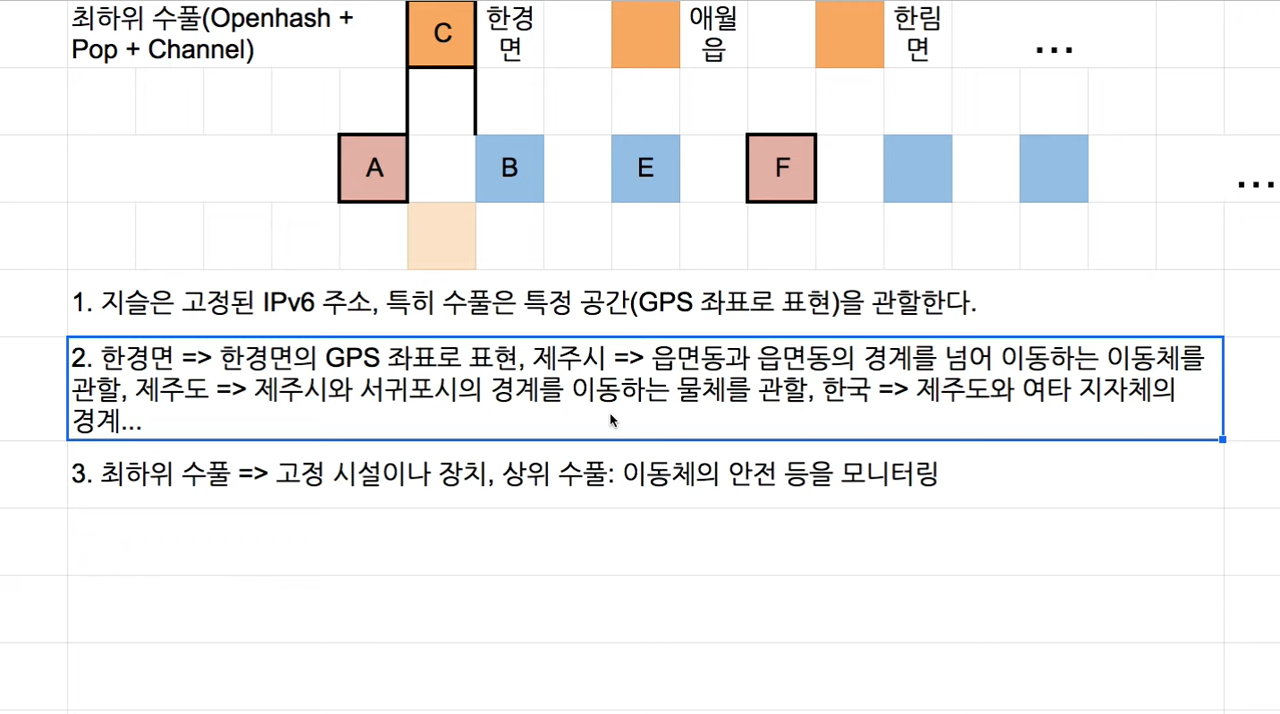 최하위 수풀(Openhash +
Pop + Channel)
C
한경
면
애월
읍
한림
면
...
A
B
E
F
...
1. 지슬은 고정된 IPv6 주소, 특히 수풀은 특정 공간(GPS 좌표로 표현)을 관할한다.
2. 한경면 => 한경면의 GPS 좌표로 표현, 제주시 => 읍면동과 읍면동의 경계를 넘어 이동하는 이동체를
관할, 제주도 => 제주시와 서귀포시의 경계를 이동하는 물체를 관할, 한국 => 제주도와 여타 지자체의
경계...
3. 최하위 수풀 => 고정 시설이나 장치, 상위 수풀: 이동체의 안전 등을 모니터링